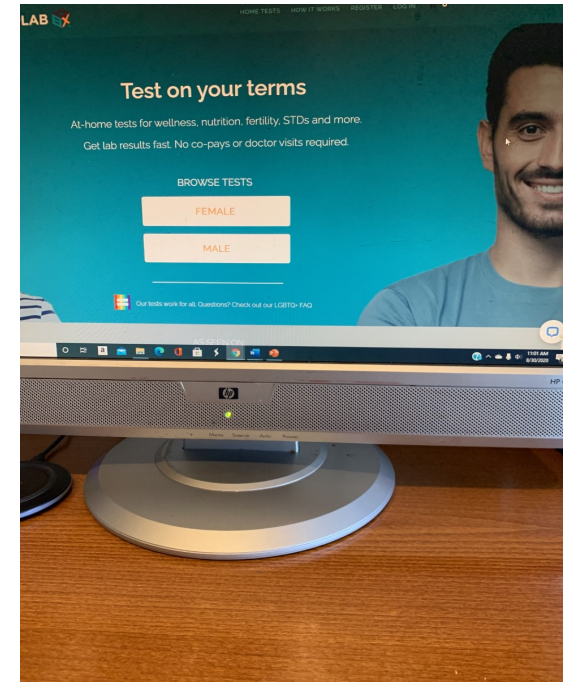 LAB X
HOME TESTS HOW IT WORKS REGISTER LOG IN
Test on your terms
At-home tests for wellness, nutrition, fertility, STDs and more.
Get lab results fast. No co-pays or doctor visits required.
BROWSE TESTS
FEMALE
MALE
Our tests work for all. Questions? Check out our LGBTQ+ FAQ
AS SEEN ON
11:01 AM
8/30/2020
hp
HP
Menu Source Auto Power